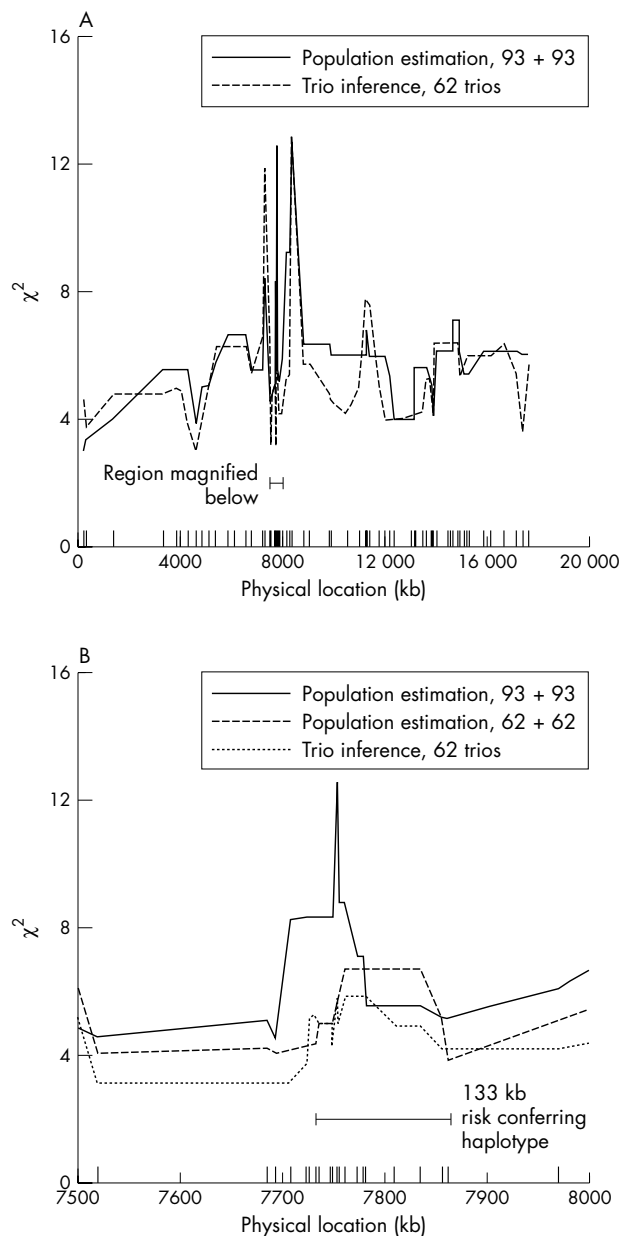 A
16
12
8
4
0
χ2
Population estimation, 93 + 93
Trio inference, 62 trios
Region magnified
below
0 4000 8000 12 000 16 000 20 000
Physical location (kb)
B
16
12
8
4
0
χ2
Population estimation, 93 + 93
Population estimation, 62 + 62
Trio inference, 62 trios
133 kb
risk conferring
haplotype
7500 7600 7700 7800 7900 8000
Physical location (kb)